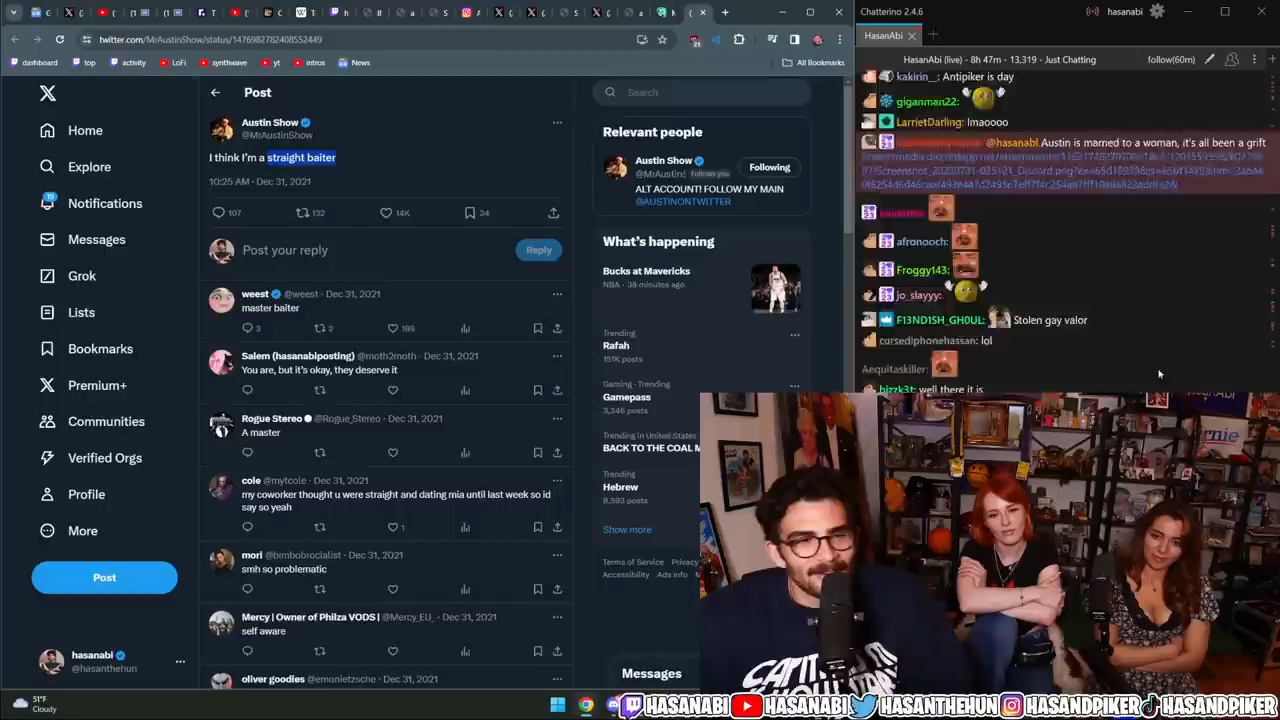 twitter.com/MrAustinShow/status/1476982782408552449
dashboard
top
activity
LoFi
synthwave
yt
intros
News
All Bookmarks
Home
Explore
19
Notifications
Messages
Grok
Lists
Bookmarks
Premium+
Communities
Verified Orgs
Profile
More
Post
hasanabi
@hasanthehun
Post
Austin Show
@MrAustinShow
I think I'm a straight baiter
10:25 AM · Dec 31, 2021
107
132
14K
34
Post your reply
Reply
weest @weest · Dec 31, 2021
master baiter
3
2
189
Salem (hasanabiposting) @moth2moth · Dec 31, 2021
You are, but it's okay, they deserve it
Rogue Stereo @Rogue_Stereo · Dec 31, 2021
A master
cole @mytcole · Dec 31, 2021
my coworker thought u were straight and dating mia until last week so id
say so yeah
1
mori @bimbobrocialist · Dec 31, 2021
smh so problematic
Mercy | Owner of Philza VODS | @Mercy_EU_ · Dec 31, 2021
self aware
oliver goodies @emonietzsche · Dec 31, 2021
Search
Relevant people
Austin Show
Follows you
Following
ALT ACCOUNT! FOLLOW MY MAIN
@AUSTINONTWITTER
What's happening
Bucks at Mavericks
NBA · 38 minutes ago
Trending
Rafah
151K posts
Gaming · Trending
Gamepass
3,346 posts
Trending in United States
BACK TO THE COAL M
Trending
Hebrew
8,593 posts
Show more
Terms of Service
Privacy
Accessibility
Ads info
Messages
Chatterino 2.4.6
hasanabi
HasanAbi
HasanAbi (live) - 8h 47m - 13,319 - Just Chatting
follow(60m)
kakirin_: Antipiker is day
giganman22:
LarrietDarling: lmaoooo
@hasanabi Austin is married to a woman, it's all been a grift
afronooch:
Froggy143:
jo_slayyy:
F13ND1SH_GH0UL: Stolen gay valor
cursediphonehassan: lol
Aequitaskiller:
bizzk3t: well there it is
51°F
Cloudy
HASANABI
HASANABI
HASANTHEHUN
HASANDPIKER
HASANDPIKER